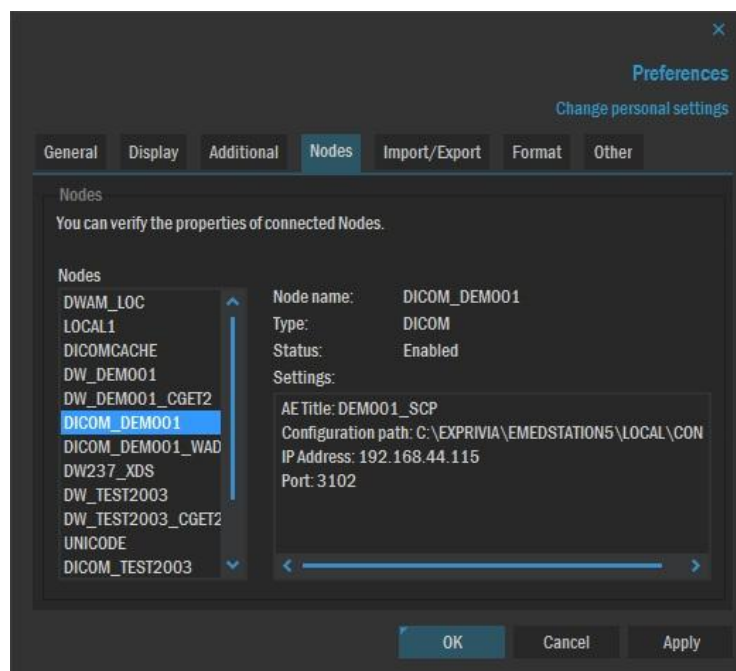 Preferences
Change personal settings
General Display Additional Nodes Import/Export Format Other
Nodes
You can verify the properties of connected Nodes.
Nodes
DWAM_LOC
LOCAL1
DICOMCACHE
DW_DEMO01
DW_DEMO01_CGET2
DICOM_DEMO01
DICOM_DEMO01_WAD
DW237_XDS
DW_TEST2003
DW_TEST2003_CGET2
UNICODE
DICOM_TEST2003
Node name: DICOM_DEMO01
Type: DICOM
Status: Enabled
Settings:
AE Title: DEMO01_SCP
Configuration path: C:\EXPRIVIA\EMEDSTATION5\LOCAL\CON
IP Address: 192.168.44.115
Port: 3102
OK Cancel Apply